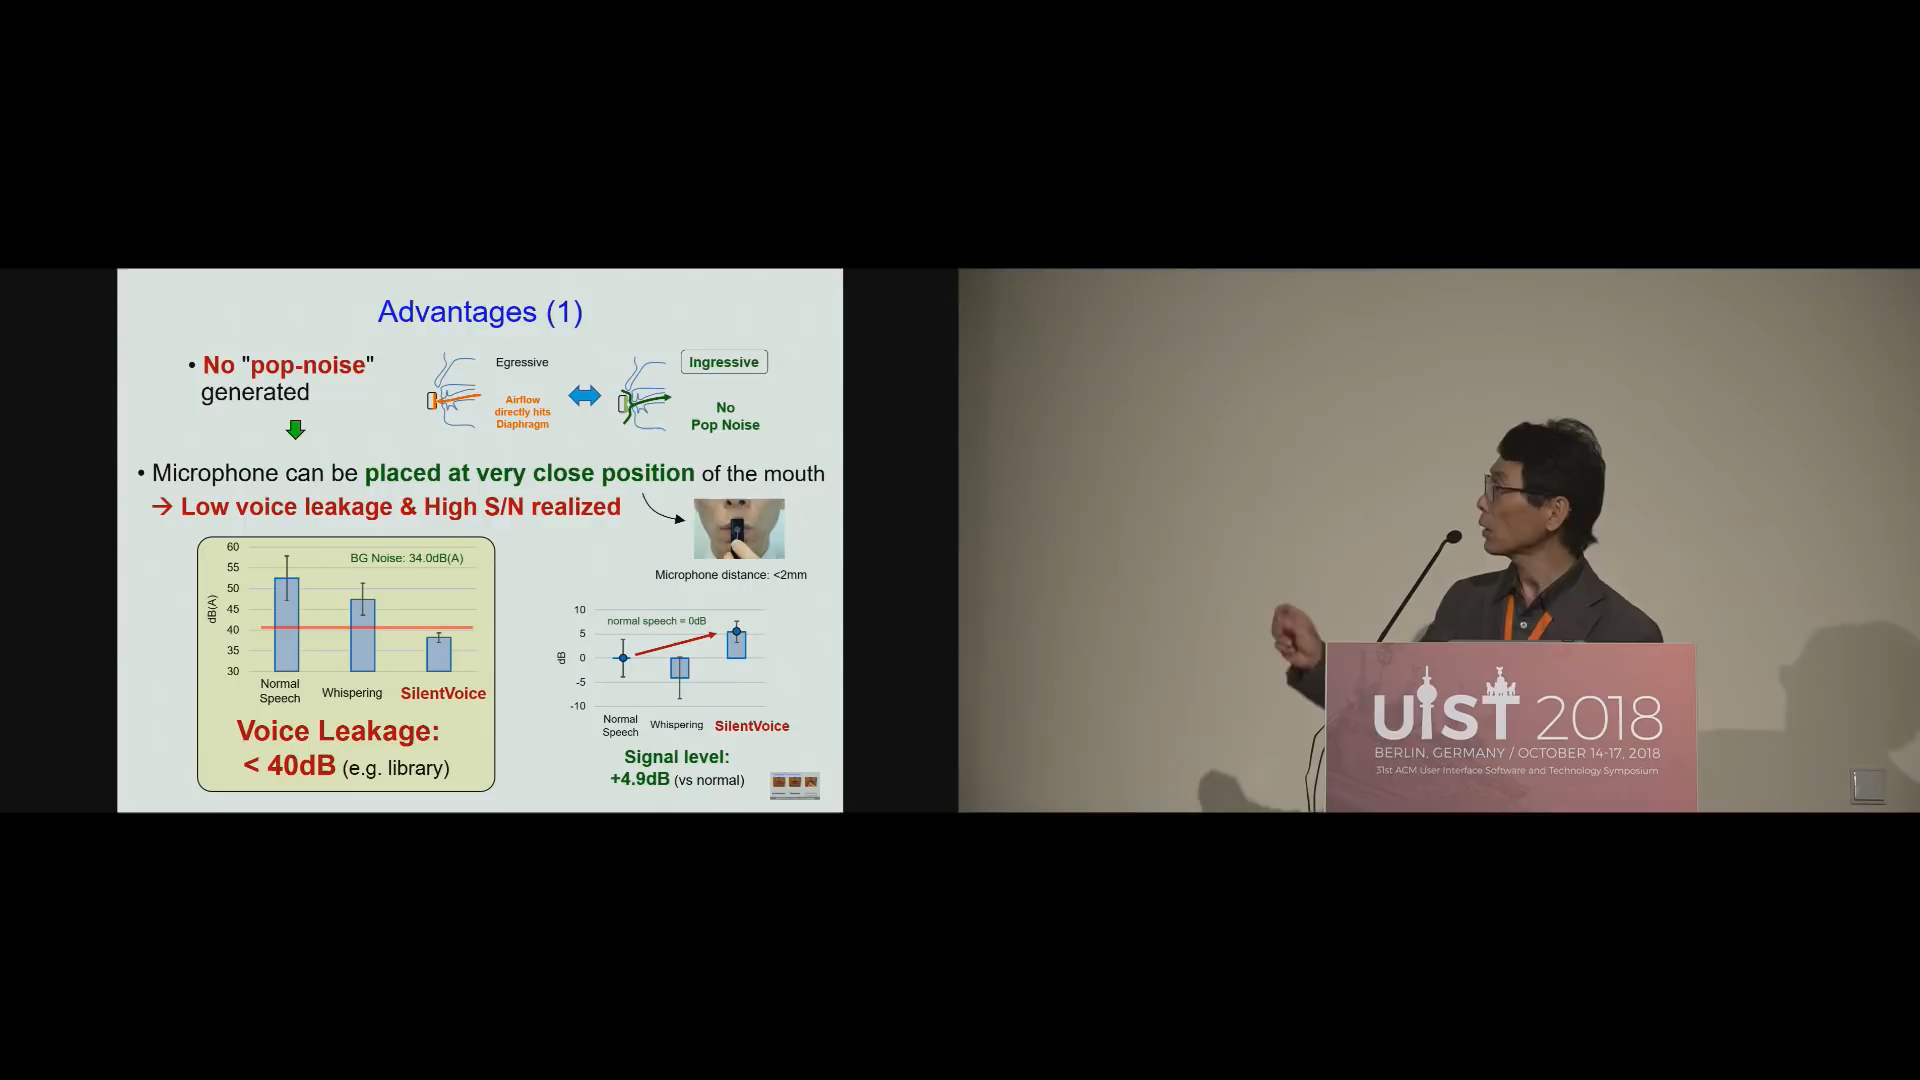 Advantages (1)
• No "pop-noise"
generated
Egressive
Airflow
directly hits
Diaphragm
Ingressive
No
Pop Noise
• Microphone can be placed at very close position of the mouth
→ Low voice leakage & High S/N realized
Microphone distance: <2mm
BG Noise: 34.0dB(A)
60
55
50
45
40
35
30
dB(A)
Normal
Speech
Whispering
SilentVoice
Voice Leakage:
< 40dB (e.g. library)
normal speech = 0dB
10
5
0
-5
-10
dB
Normal
Speech
Whispering
SilentVoice
Signal level:
+4.9dB (vs normal)
UIST 2018
BERLIN, GERMANY / OCTOBER 14-17, 2018
31st ACM User Interface Software and Technology Symposium